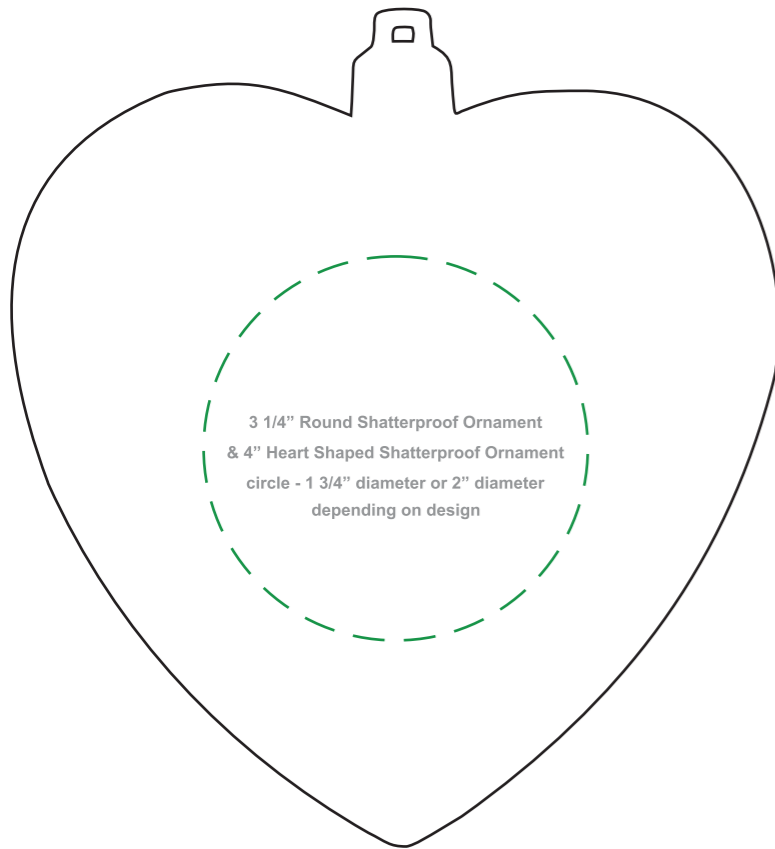 3 1/4” Round Shatterproof Ornament
& 4” Heart Shaped Shatterproof Ornament
circle - 1 3/4” diameter or 2” diameter
depending on design